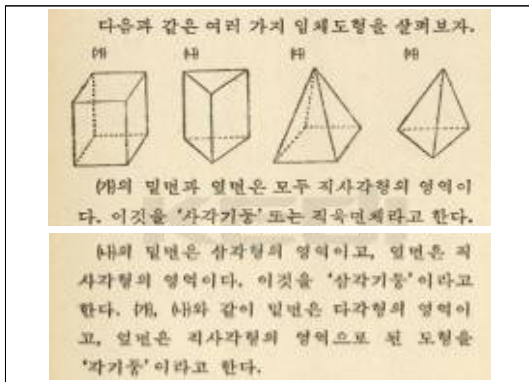 다음과 같은 여러 가지 입체도형을 살펴보자.
㈎ ㈏ ㈐ ㈑
㈎의 밑면과 옆면은 모두 직사각형의 영역이
다. 이것을 ‘사각기둥’ 또는 직육면체라고 한다.
㈏의 밑면은 삼각형의 영역이고, 옆면은 직
사각형의 영역이다. 이것을 ‘삼각기둥’이라고
한다. ㈎, ㈏와 같이 밑면은 다각형의 영역이
고, 옆면은 직사각형의 영역으로 된 도형을
‘각기둥’이라고 한다.